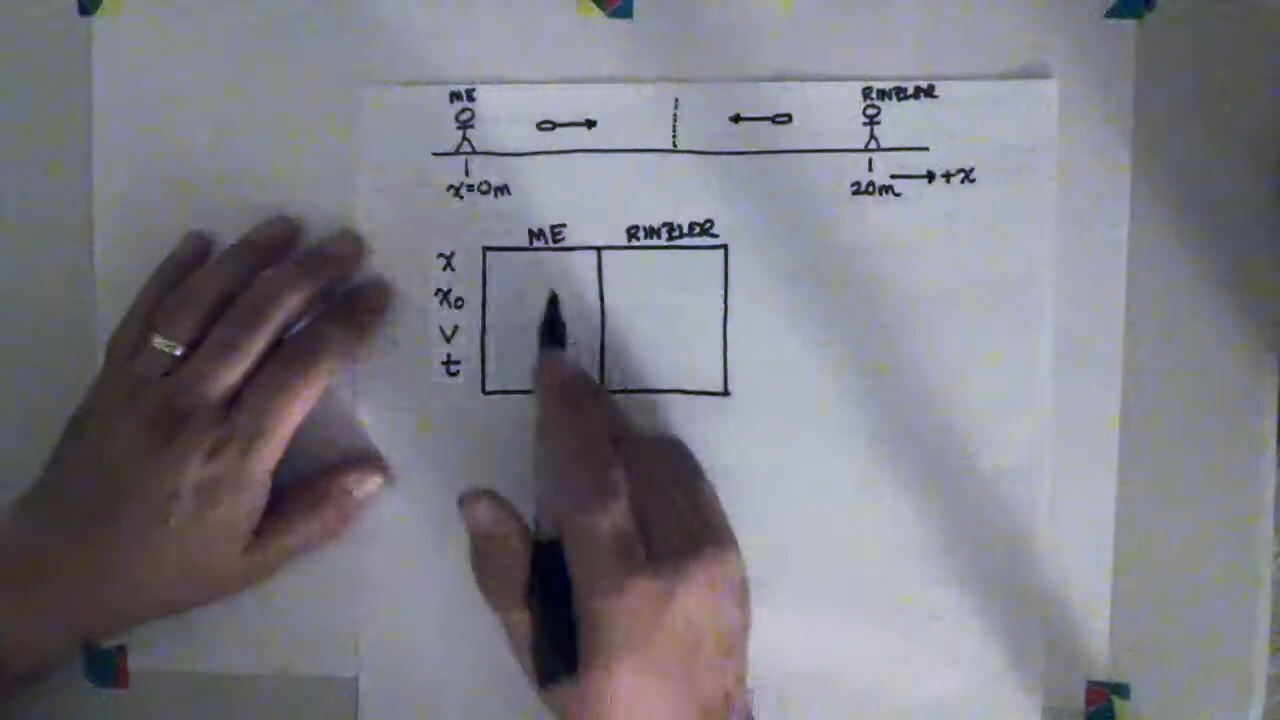 ME RINZLER
x=0m 20m +x
ME RINZLER
x
x₀
v
t